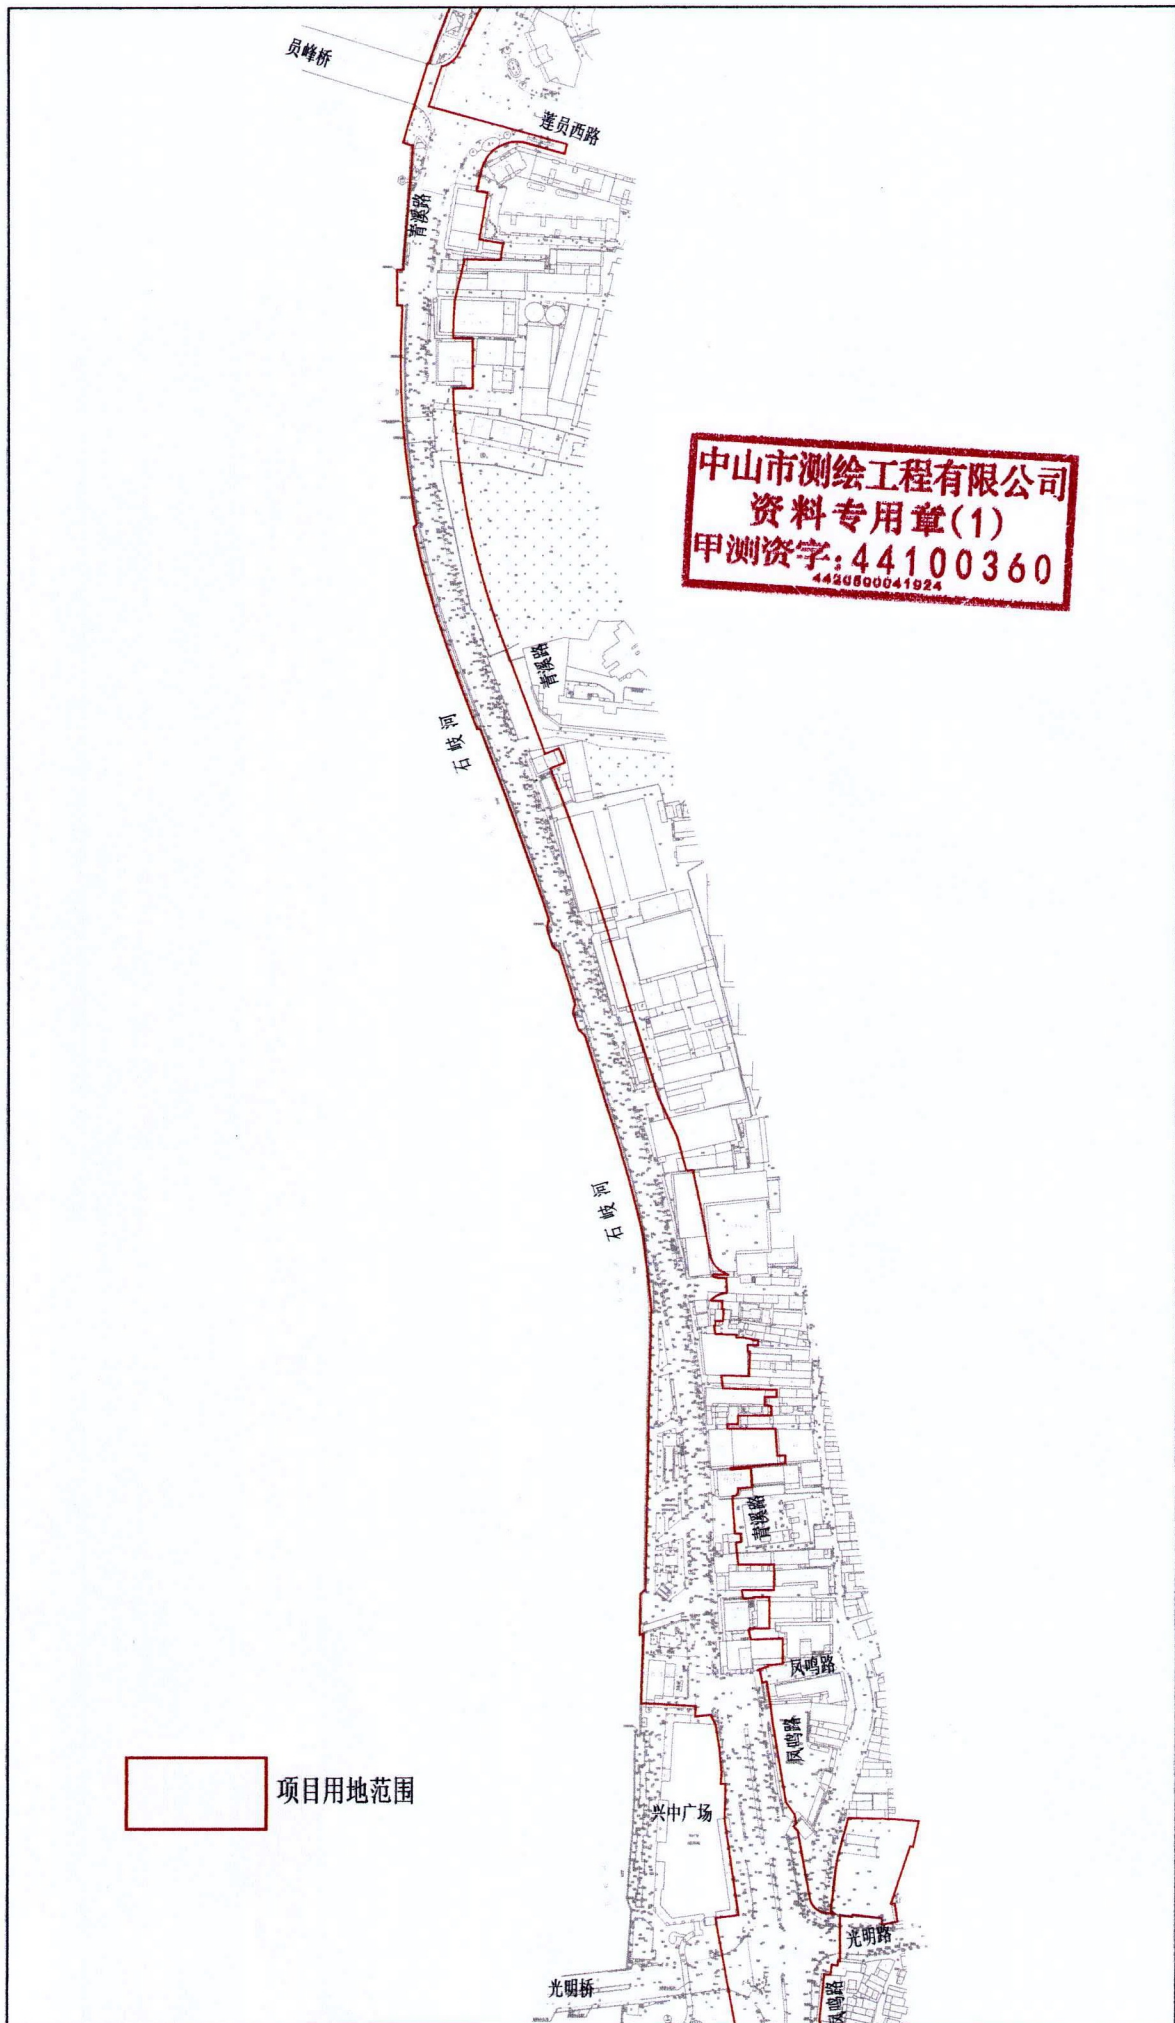 员峰桥
莲员西路
青溪路
中山市测绘工程有限公司
资料专用章(1)
甲测资字:44100360
4420500041924
青溪路
石岐河
石岐河
青溪路
凤鸣路
凤鸣路
项目用地范围
兴中广场
光明路
光明桥
凤鸣路